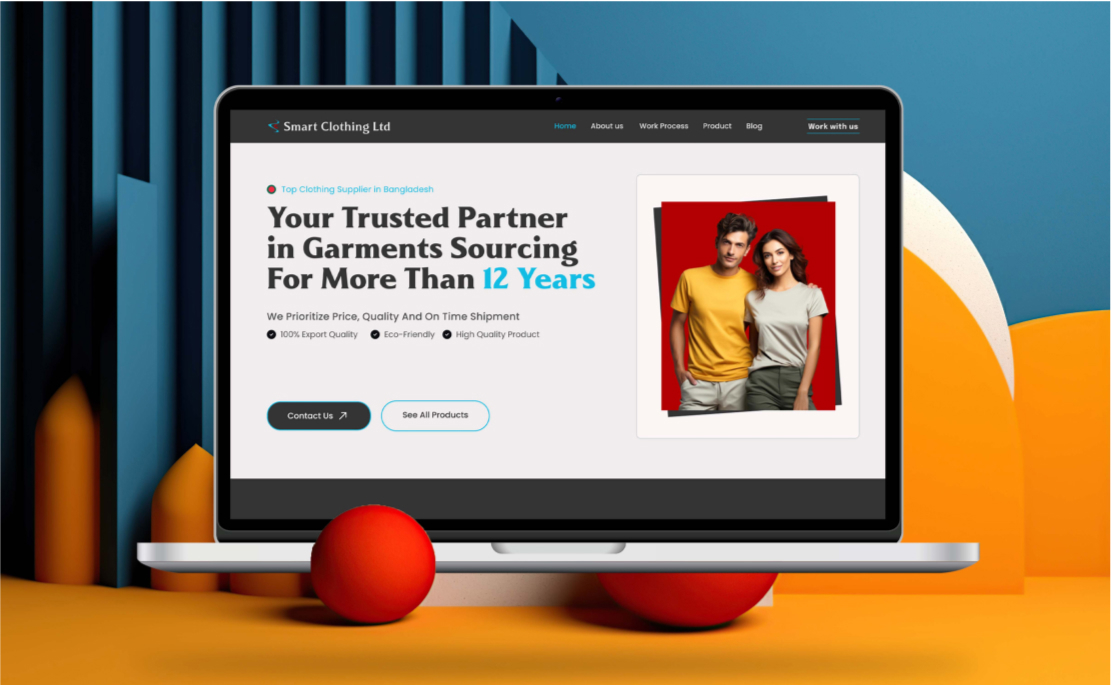 Smart Clothing Ltd
Home About us Work Process Product Blog Work with us
Top Clothing Supplier in Bangladesh
Your Trusted Partner
in Garments Sourcing
For More Than 12 Years
We Prioritize Price, Quality And On Time Shipment
100% Export Quality Eco-Friendly High Quality Product
Contact Us See All Products